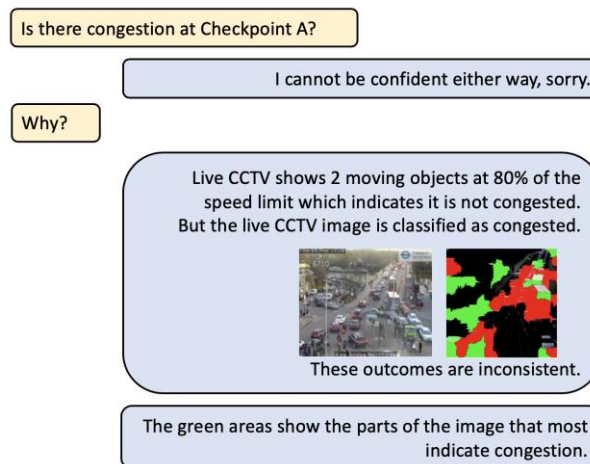 Is there congestion at Checkpoint A?
I cannot be confident either way, sorry.
Why?
Live CCTV shows 2 moving objects at 80% of the
speed limit which indicates it is not congested.
But the live CCTV image is classified as congested.
These outcomes are inconsistent.
The green areas show the parts of the image that most
indicate congestion.